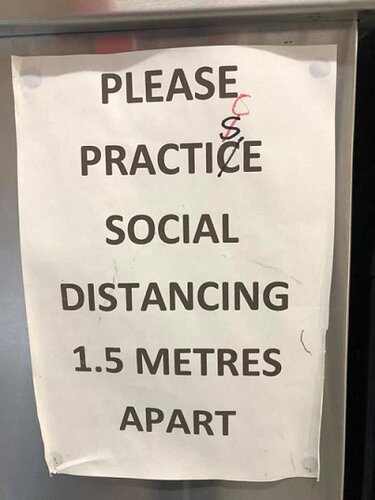 PLEASE
C
S
PRACTICE
SOCIAL
DISTANCING
1.5 METRES
APART